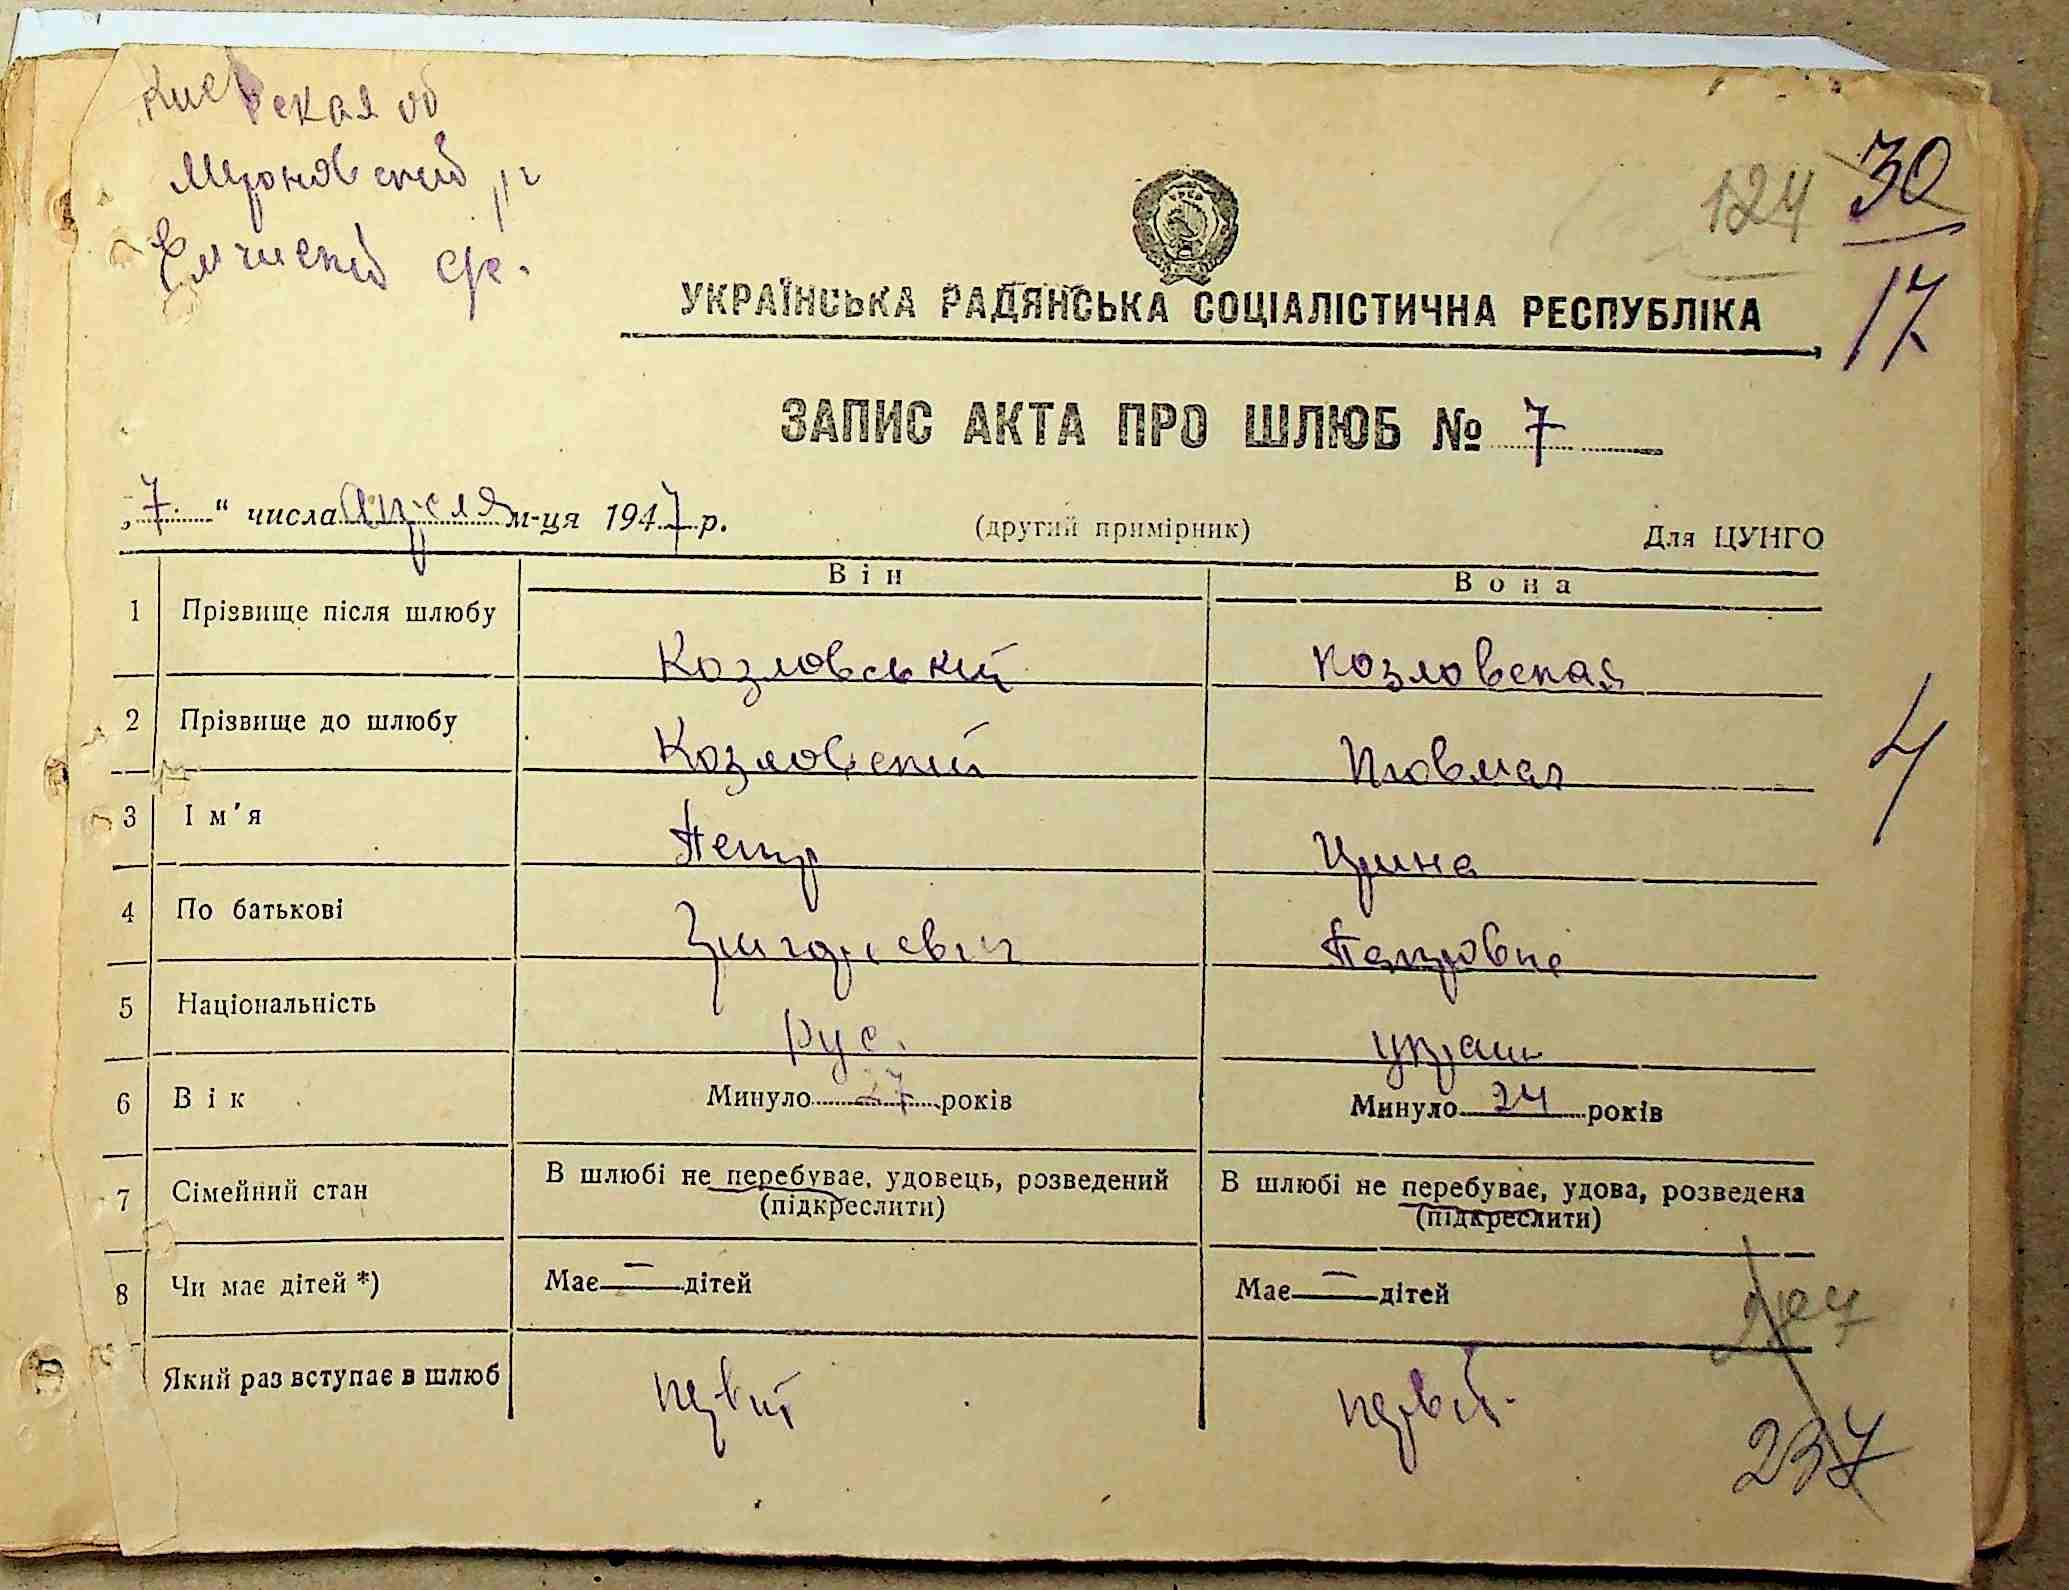 Киевская об
Мироновский р-н
Емчиский с/с.
124 30
17
УКРАЇНСЬКА РАДЯНСЬКА СОЦІАЛІСТИЧНА РЕСПУБЛІКА
ЗАПИС АКТА ПРО ШЛЮБ № 7
„7“ числа апреля м-ця 1947 р. (другий примірник) Для ЦУНГО
Він Вона
1 Прізвище після шлюбу Козловський Козловская
2 Прізвище до шлюбу Козловский
4
3 Ім'я Петр Ирина
4 По батькові Петровна
5 Національність рус. украин
6 Вік Минуло 27 років Минуло 24 років
7 Сімейний стан В шлюбі не перебуває, удовець, розведений В шлюбі не перебуває, удова, розведена
(підкреслити) (підкреслити)
8 Чи має дітей *) Має — дітей Має — дітей
Який раз вступає в шлюб первий первый
237